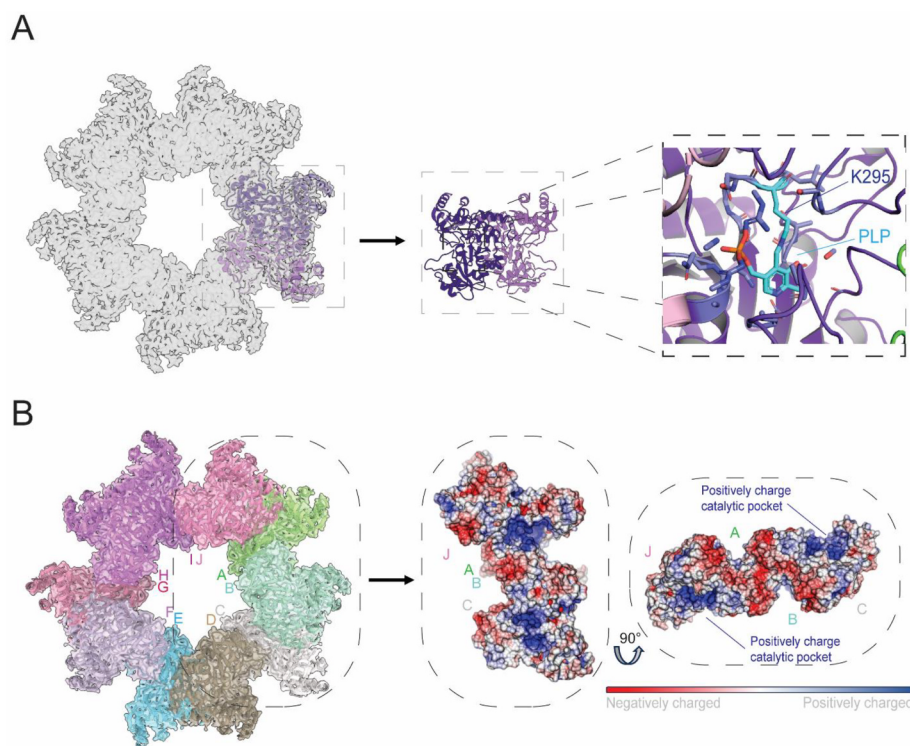 A
K295
PLP
B
I J
H
G
A
B
F
E
D
C
J
A
B
C
Positively charge
catalytic pocket
A
J
B
C
Positively charge
catalytic pocket
90°
Negatively charged
Positively charged